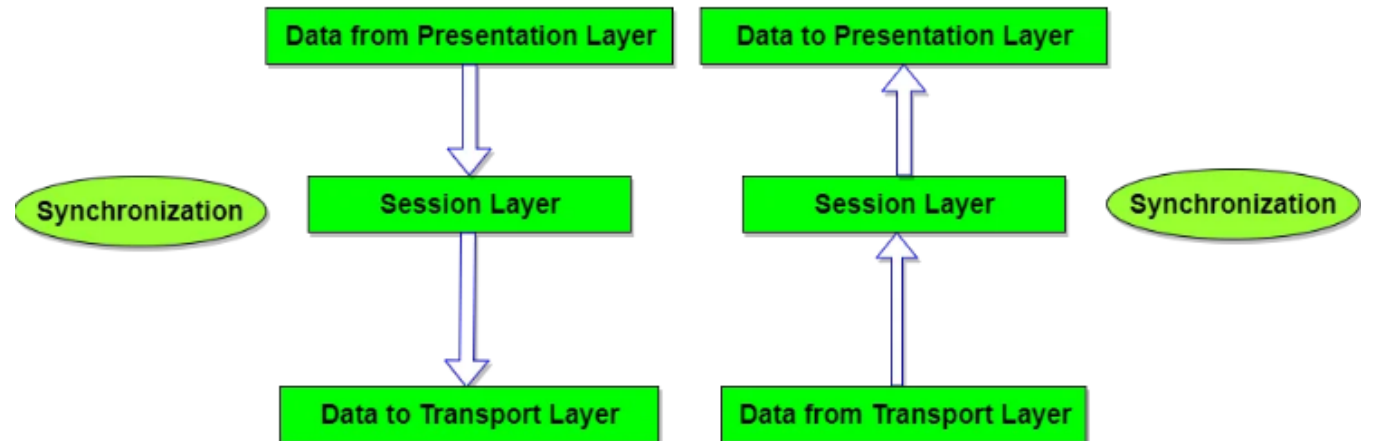 Data from Presentation Layer
Data to Presentation Layer
Synchronization
Session Layer
Session Layer
Synchronization
Data to Transport Layer
Data from Transport Layer